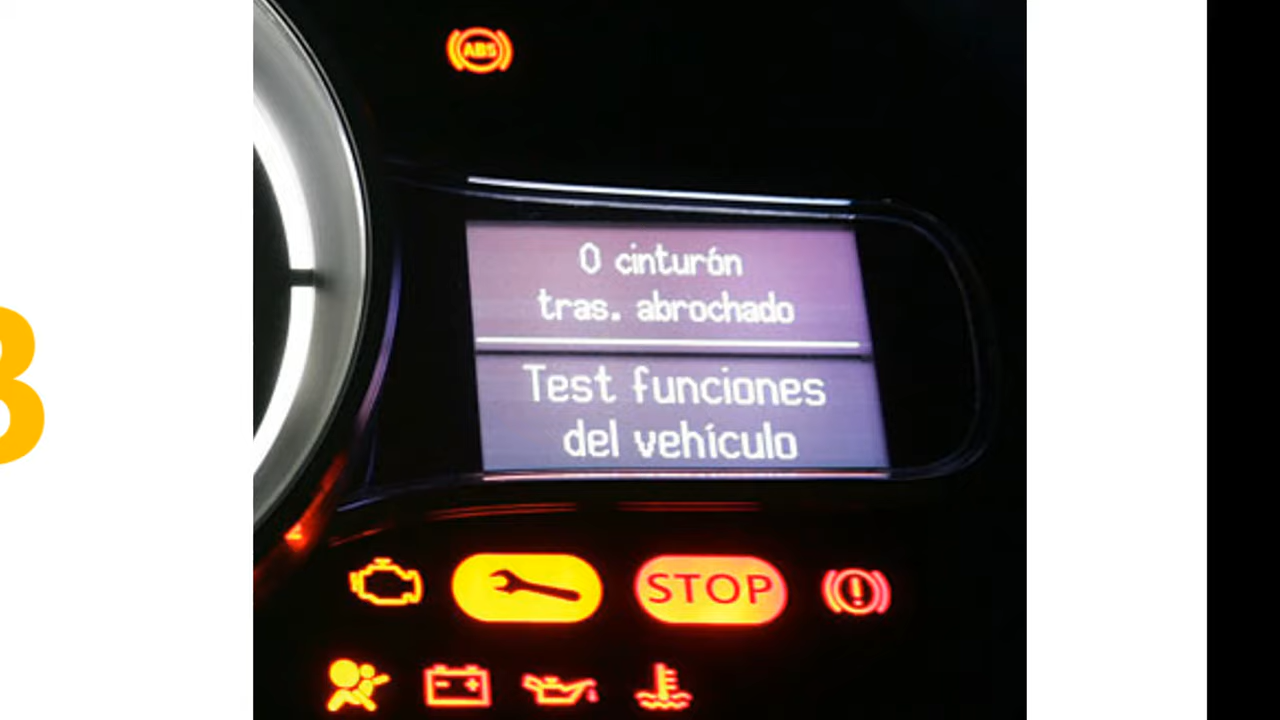 ABS
0 cinturón
tras. abrochado
Test funciones
del vehículo
STOP